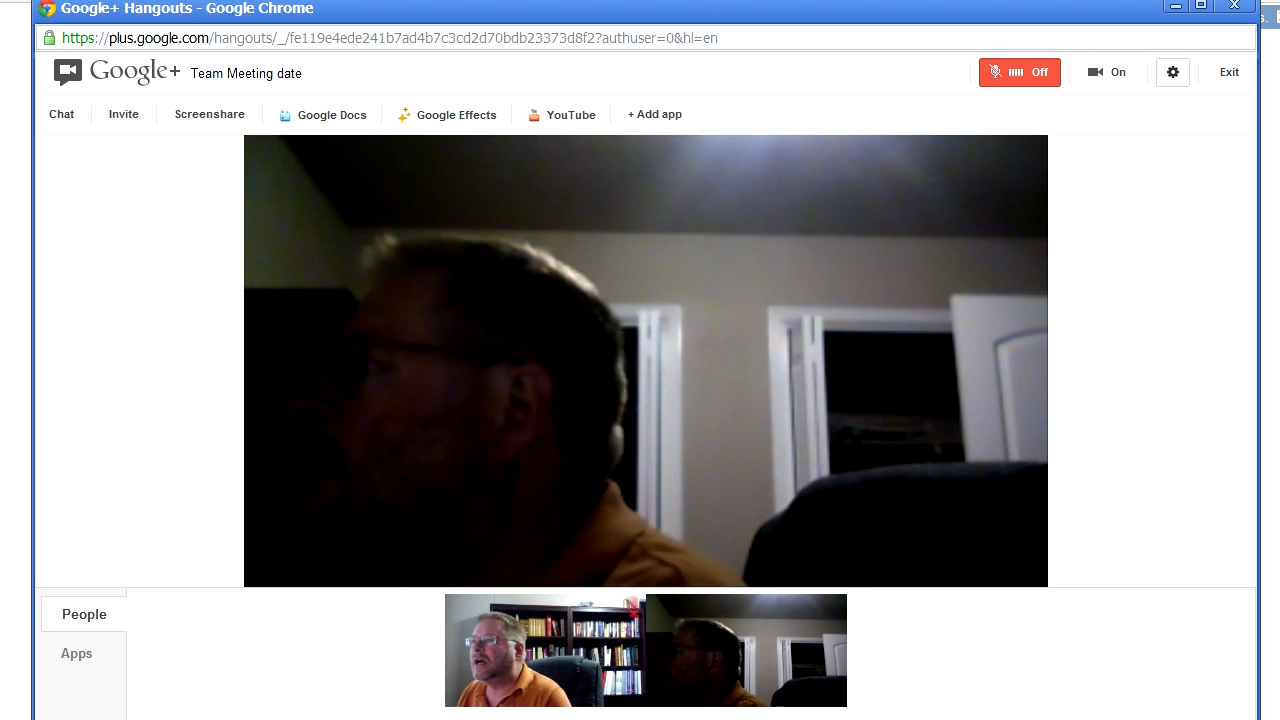 Google+ Hangouts - Google Chrome
https://plus.google.com/hangouts/_/fe119e4ede241b7ad4b7c3cd2d70bdb23373bbf2?authuser=0&hl=en
Google+ Team Meeting date Off On Exit
Chat Invite Screenshare Google Docs Google Effects YouTube + Add app
People
Apps